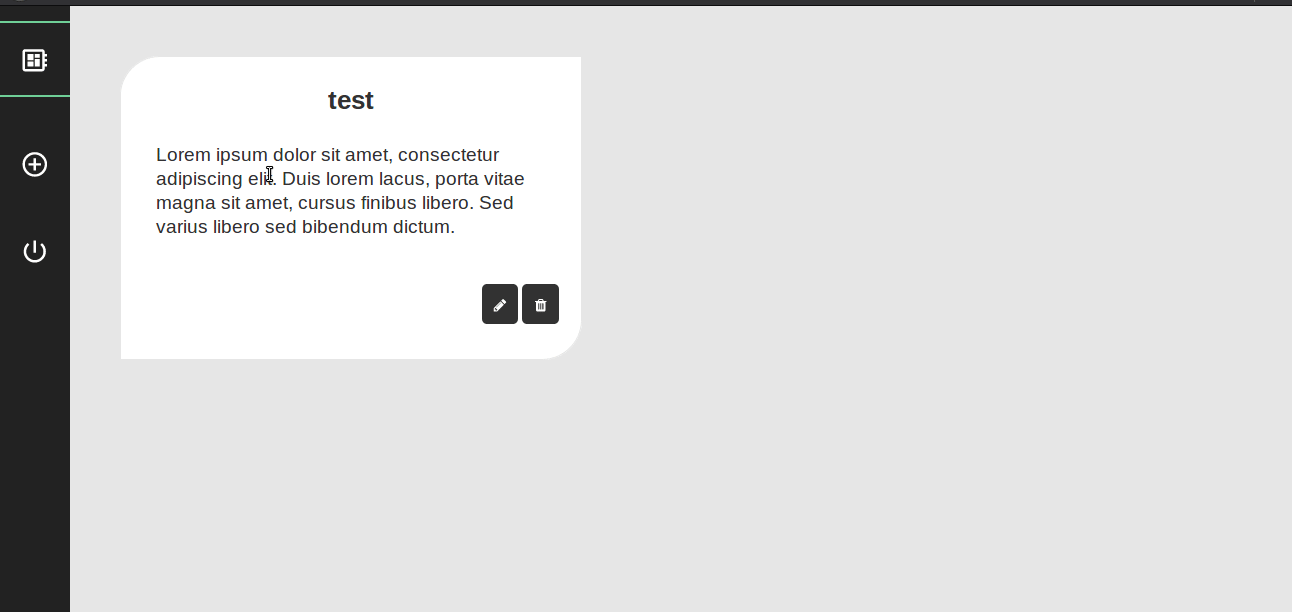 test
Lorem ipsum dolor sit amet, consectetur
adipiscing elit. Duis lorem lacus, porta vitae
magna sit amet, cursus finibus libero. Sed
varius libero sed bibendum dictum.